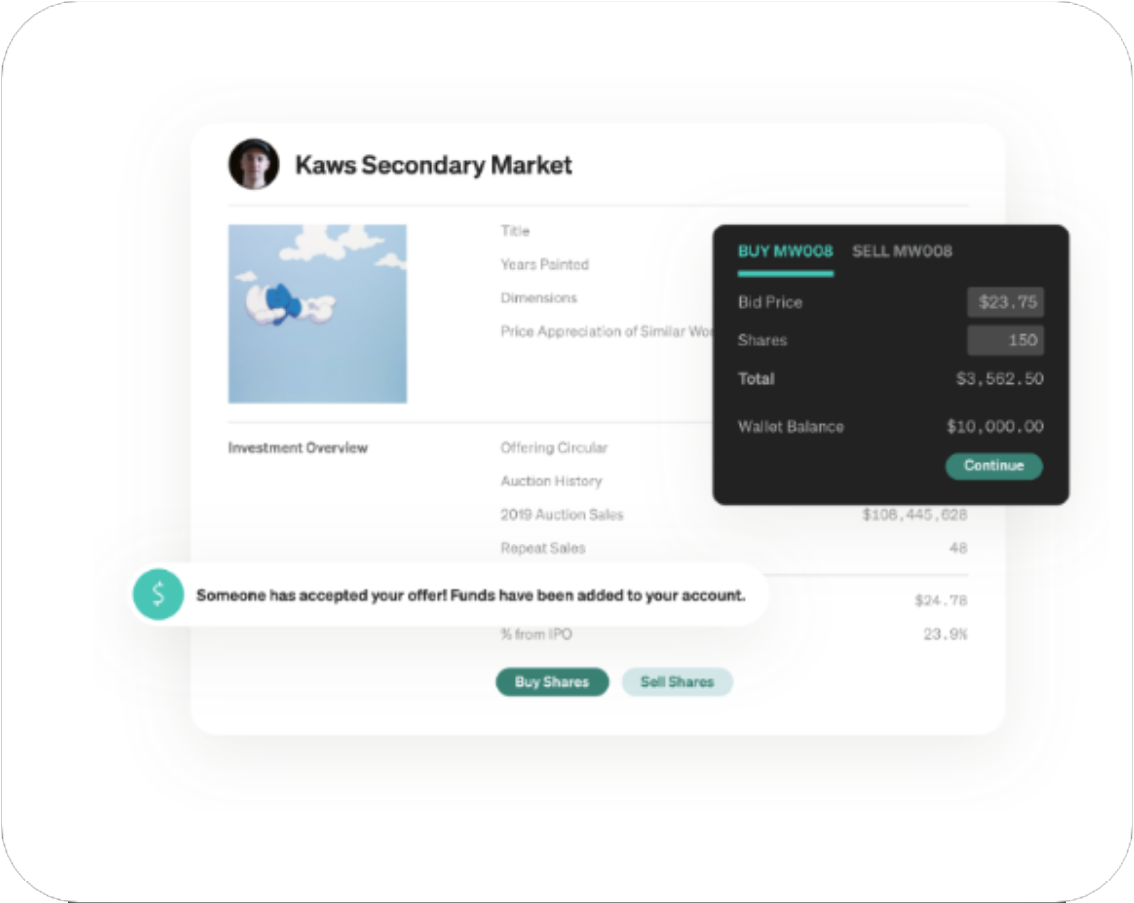 Kaws Secondary Market
Title
Years Painted
Dimensions
Price Appreciation of Similar Wor
BUY MW008 SELL MW008
Bid Price $23.75
Shares 150
Total $3,562.50
Wallet Balance $10,000.00
Continue
Investment Overview
Offering Circular
Auction History
2019 Auction Sales $108,445,628
Repeat Sales 48
$
Someone has accepted your offer! Funds have been added to your account.
$24.78
% from IPO 23.9%
Buy Shares Sell Shares